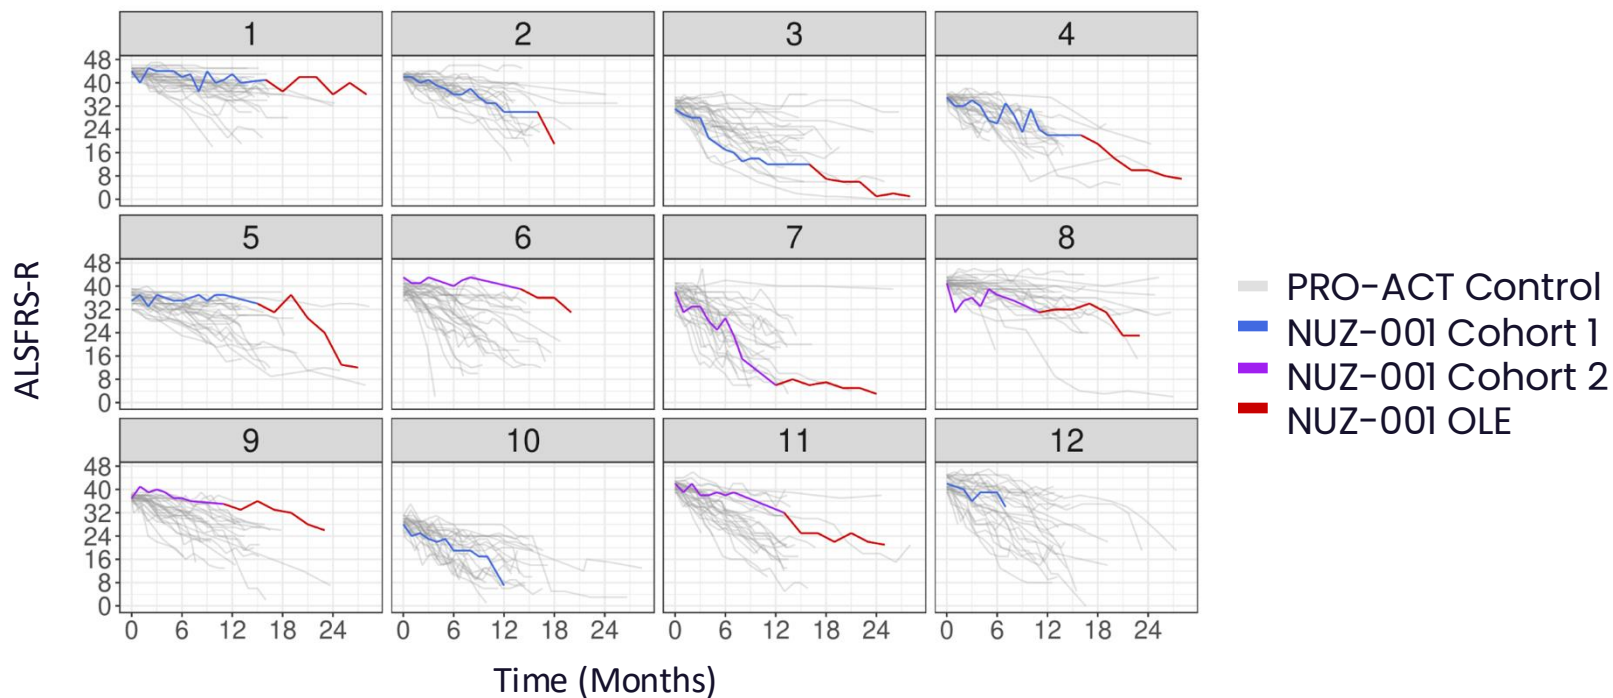 1 2 3 4
48
40
32
24
16
8
0
5 6 7 8
48
40
32
24
16
8
0
9 10 11 12
48
40
32
24
16
8
0
0 6 12 18 24 0 6 12 18 24 0 6 12 18 24 0 6 12 18 24
ALSFRS-R
Time (Months)
PRO-ACT Control
NUZ-001 Cohort 1
NUZ-001 Cohort 2
NUZ-001 OLE